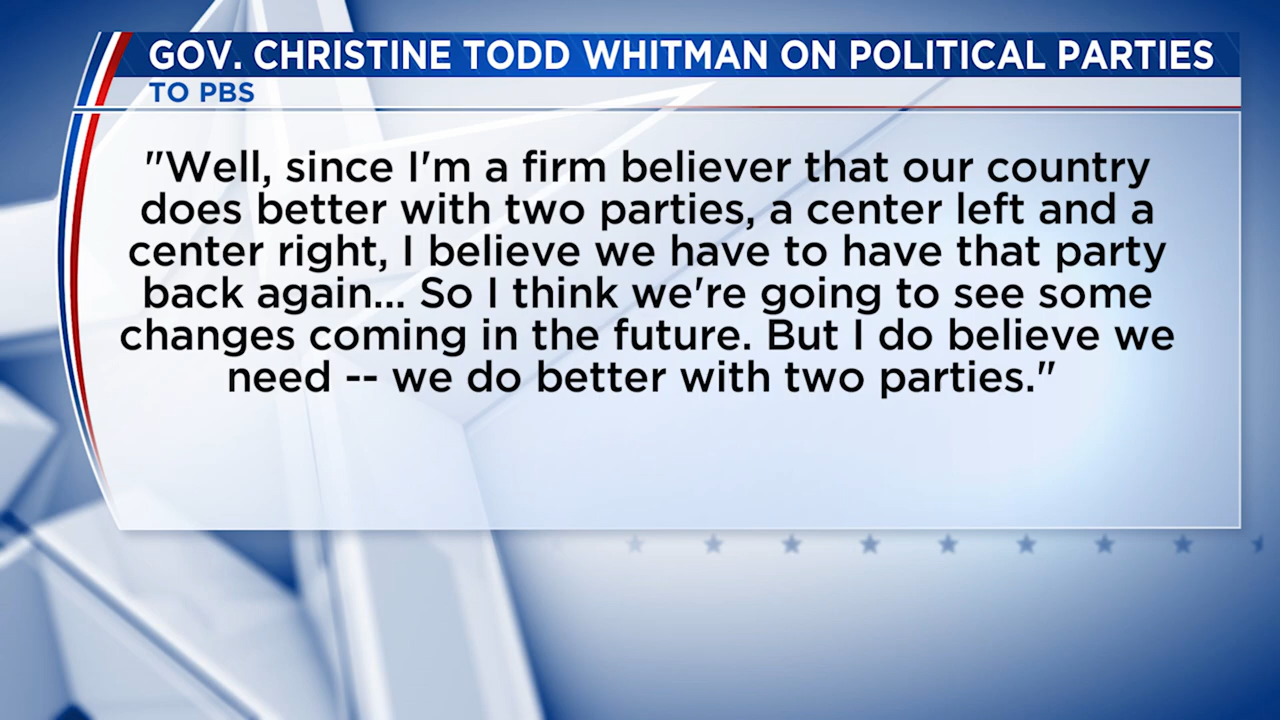 GOV. CHRISTINE TODD WHITMAN ON POLITICAL PARTIES
TO PBS
"Well, since I'm a firm believer that our country
does better with two parties, a center left and a
center right, I believe we have to have that party
back again... So I think we're going to see some
changes coming in the future. But I do believe we
need -- we do better with two parties."